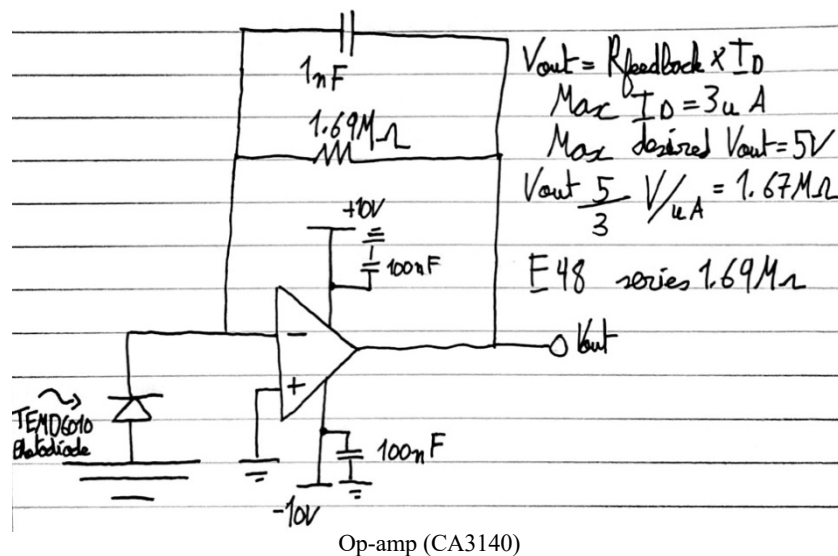 1nF
1.69MΩ
+10V
100nF
-
+
Vout
TEMD6010
Photodiode
100nF
-10V
Vout = Rfeedback x ID
Max ID = 3uA
Max desired Vout = 5V
Vout 5/3 V/uA = 1.67MΩ
E48 series 1.69MΩ
Op-amp (CA3140)